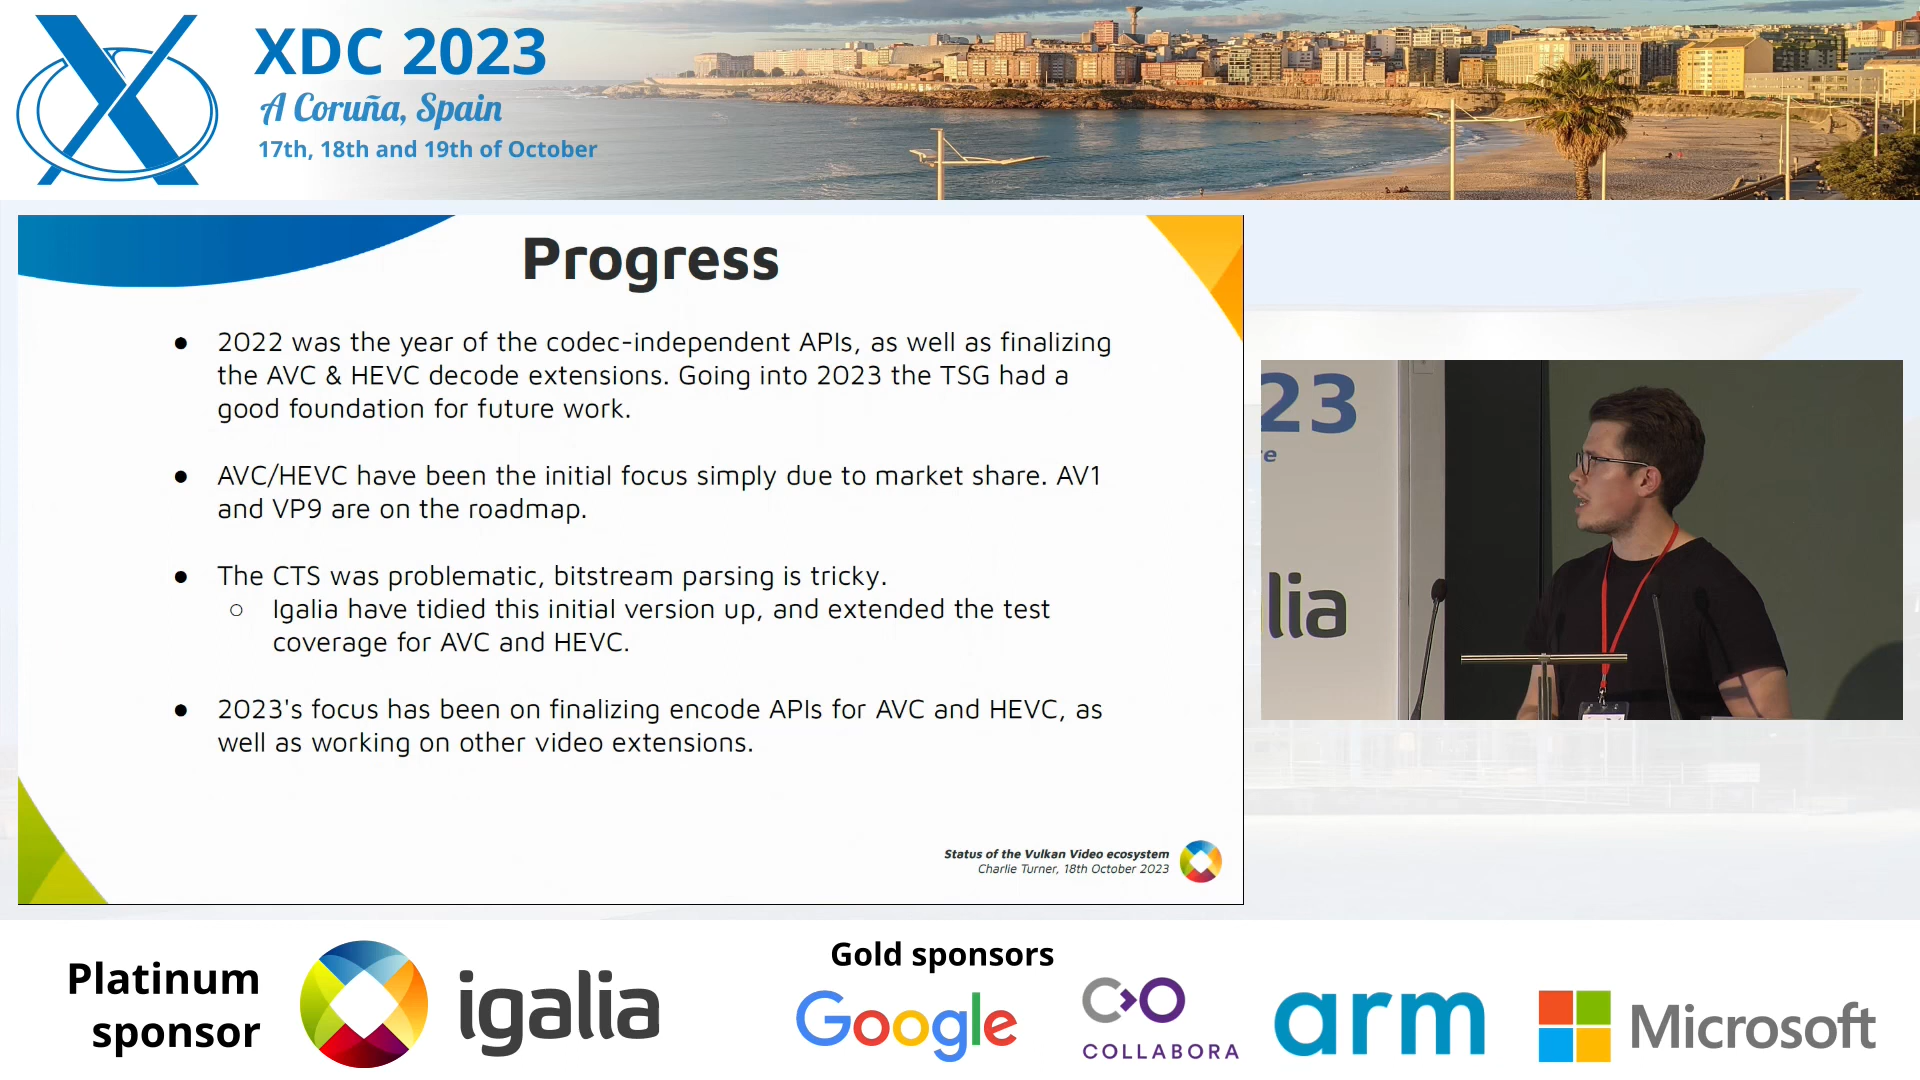 XDC 2023
A Coruña, Spain
17th, 18th and 19th of October
Progress
● 2022 was the year of the codec-independent APIs, as well as finalizing
the AVC & HEVC decode extensions. Going into 2023 the TSG had a
good foundation for future work.
● AVC/HEVC have been the initial focus simply due to market share. AV1
and VP9 are on the roadmap.
● The CTS was problematic, bitstream parsing is tricky.
○ Igalia have tidied this initial version up, and extended the test
coverage for AVC and HEVC.
● 2023's focus has been on finalizing encode APIs for AVC and HEVC, as
well as working on other video extensions.
Status of the Vulkan Video ecosystem
Charlie Turner, 18th October 2023
23
e
lia
Platinum
sponsor
igalia
Gold sponsors
Google
COLLABORA
arm
Microsoft